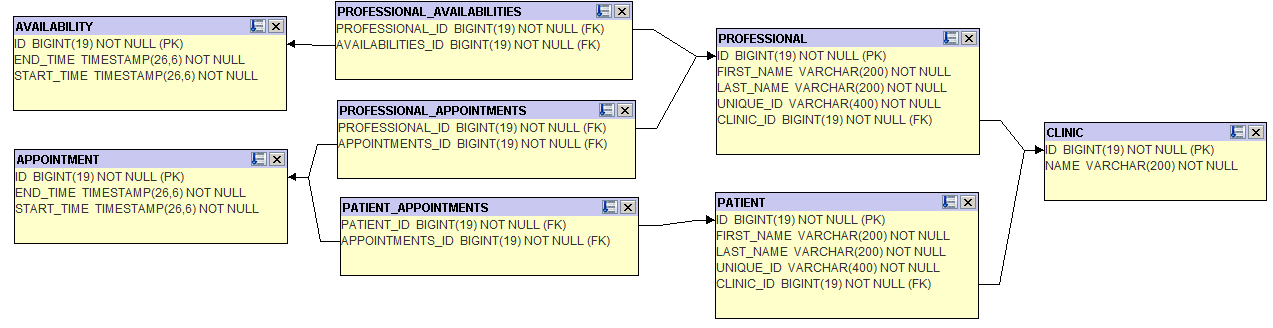 AVAILABILITY
ID BIGINT(19) NOT NULL (PK)
END_TIME TIMESTAMP(26,6) NOT NULL
START_TIME TIMESTAMP(26,6) NOT NULL
PROFESSIONAL_AVAILABILITIES
PROFESSIONAL_ID BIGINT(19) NOT NULL (FK)
AVAILABILITIES_ID BIGINT(19) NOT NULL (FK)
PROFESSIONAL
ID BIGINT(19) NOT NULL (PK)
FIRST_NAME VARCHAR(200) NOT NULL
LAST_NAME VARCHAR(200) NOT NULL
UNIQUE_ID VARCHAR(400) NOT NULL
CLINIC_ID BIGINT(19) NOT NULL (FK)
PROFESSIONAL_APPOINTMENTS
PROFESSIONAL_ID BIGINT(19) NOT NULL (FK)
APPOINTMENTS_ID BIGINT(19) NOT NULL (FK)
CLINIC
ID BIGINT(19) NOT NULL (PK)
NAME VARCHAR(200) NOT NULL
APPOINTMENT
ID BIGINT(19) NOT NULL (PK)
END_TIME TIMESTAMP(26,6) NOT NULL
START_TIME TIMESTAMP(26,6) NOT NULL
PATIENT_APPOINTMENTS
PATIENT_ID BIGINT(19) NOT NULL (FK)
APPOINTMENTS_ID BIGINT(19) NOT NULL (FK)
PATIENT
ID BIGINT(19) NOT NULL (PK)
FIRST_NAME VARCHAR(200) NOT NULL
LAST_NAME VARCHAR(200) NOT NULL
UNIQUE_ID VARCHAR(400) NOT NULL
CLINIC_ID BIGINT(19) NOT NULL (FK)